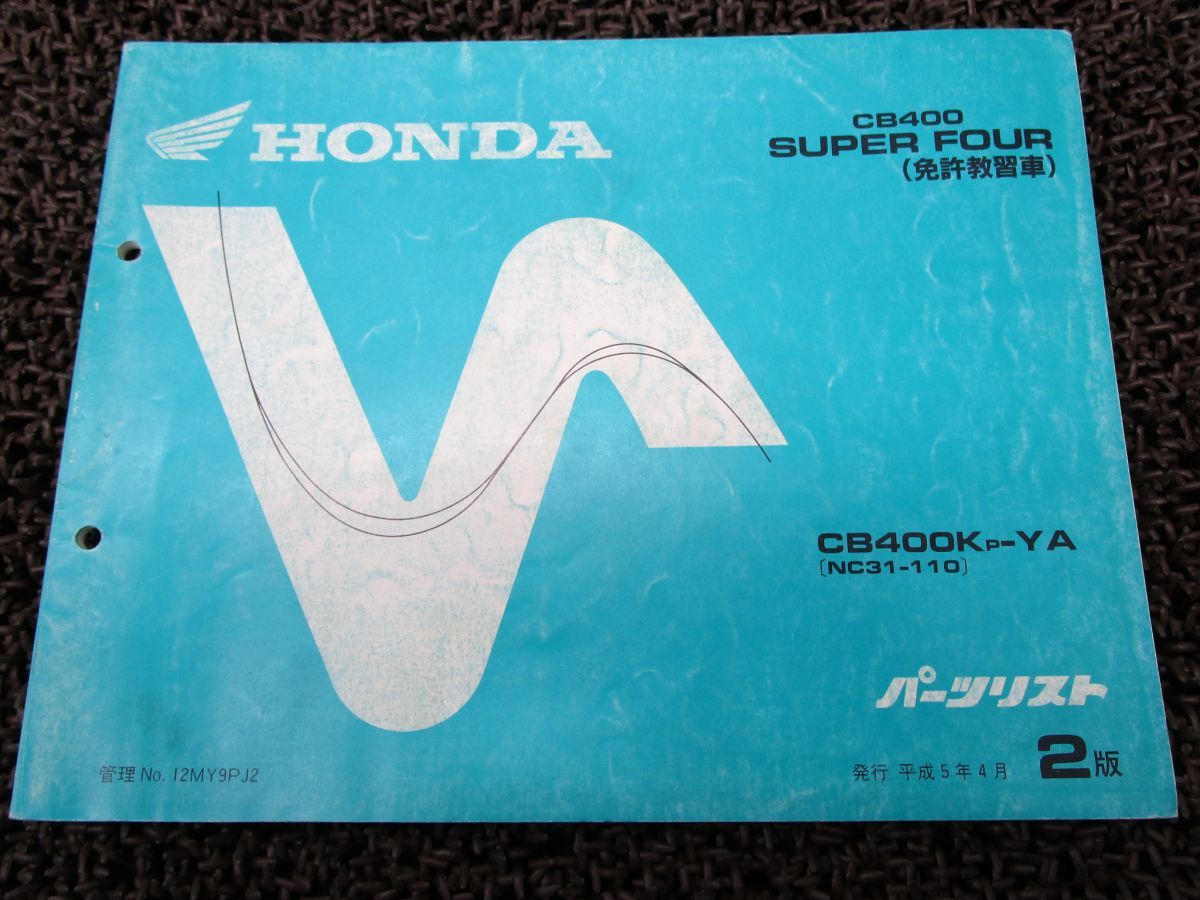 HONDA
CB400
SUPER FOUR
(免許教習車)
CB400KP-YA
〔NC31-110〕
パーツリスト
2版
管理 No. 12MY9PJ2
発行 平成5年4月